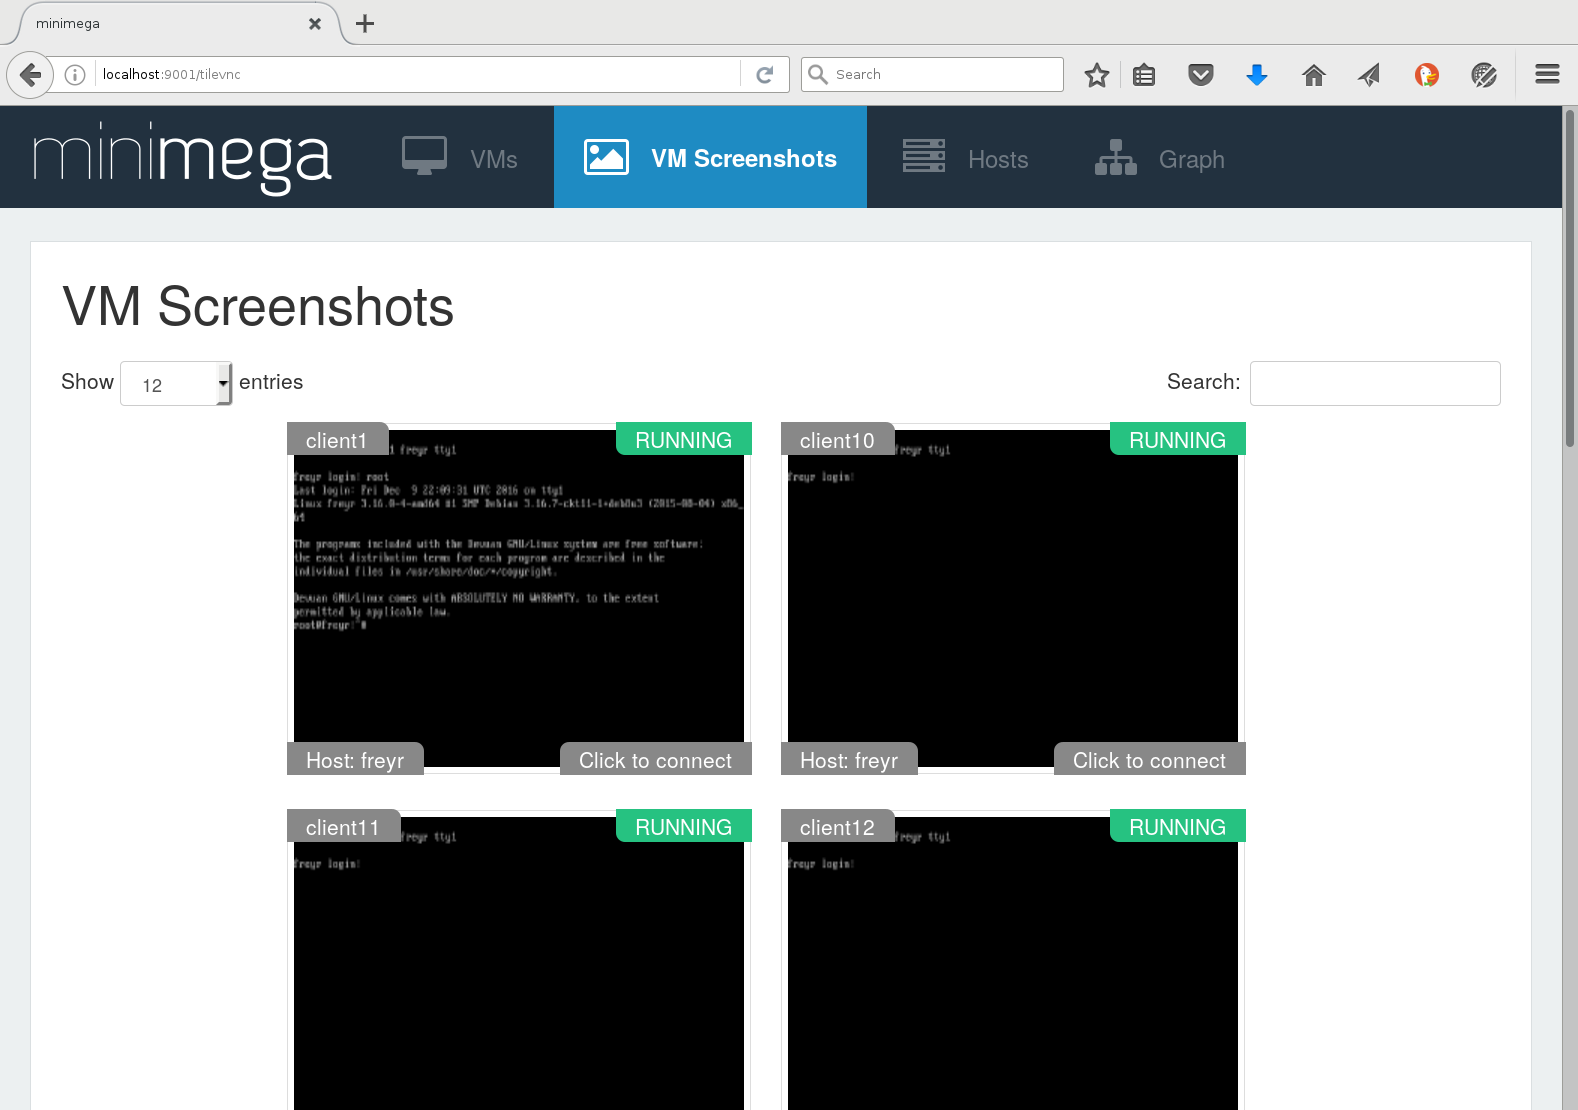 minimega
localhost:9001/tilevnc
Search
minimega
VMs
VM Screenshots
Hosts
Graph
VM Screenshots
Show 12 entries
Search:
client1
RUNNING
freyr tty1
freyr login: root
Last login: Fri Dec  9 22:09:31 UTC 2016 on tty1
Linux freyr 3.16.0-4-amd64 #1 SMP Debian 3.16.7-ckt11-1+deb8u3 (2015-08-04) x86_
64
The programs included with the Devuan GNU/Linux system are free software;
the exact distribution terms for each program are described in the
individual files in /usr/share/doc/*/copyright.
Devuan GNU/Linux comes with ABSOLUTELY NO WARRANTY, to the extent
permitted by applicable law.
root@freyr:~#
Host: freyr
Click to connect
client10
RUNNING
freyr tty1
freyr login:
Host: freyr
Click to connect
client11
RUNNING
freyr tty1
freyr login:
client12
RUNNING
freyr tty1
freyr login: